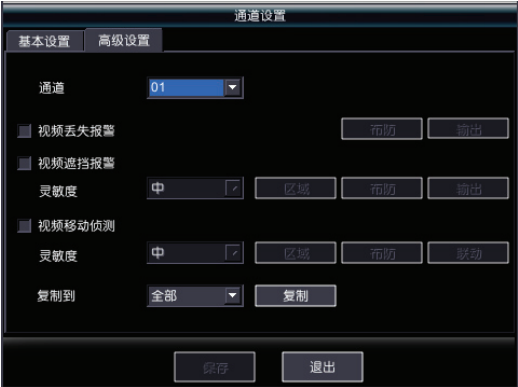 通道设置
基本设置 高级设置
通道 01
视频丢失报警 布防 输出
视频遮挡报警
灵敏度 中 区域 布防 输出
视频移动侦测
灵敏度 中 区域 布防 联动
复制到 全部 复制
保存 退出